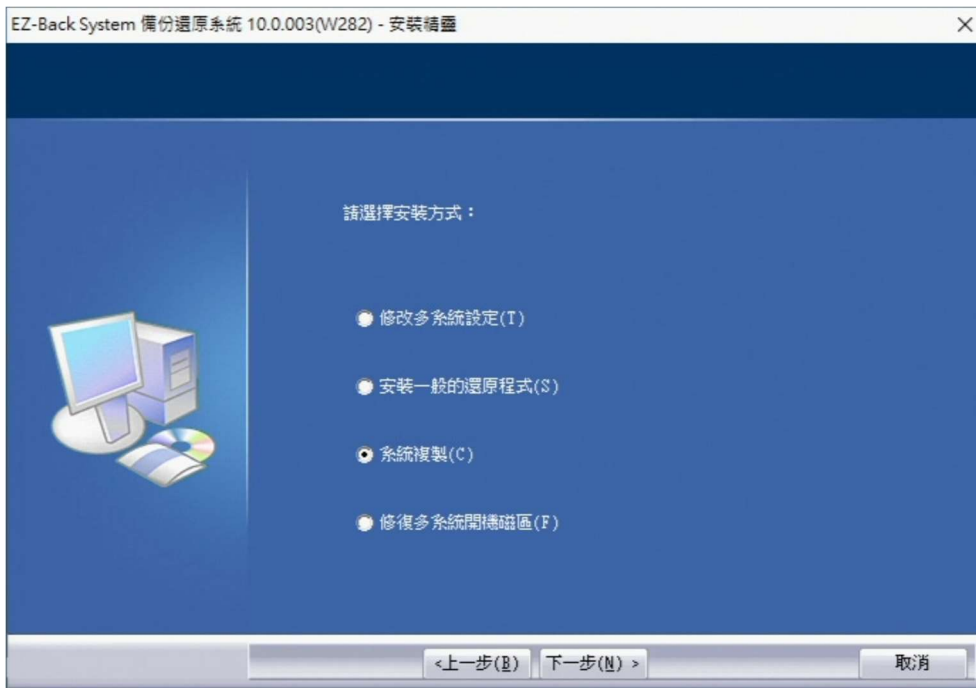 EZ-Back System 備份還原系統 10.0.003(W282) - 安裝精靈
請選擇安裝方式：
修改多系統設定(T)
安裝一般的還原程式(S)
系統複製(C)
修復多系統開機磁區(F)
<上一步(B)
下一步(N) >
取消